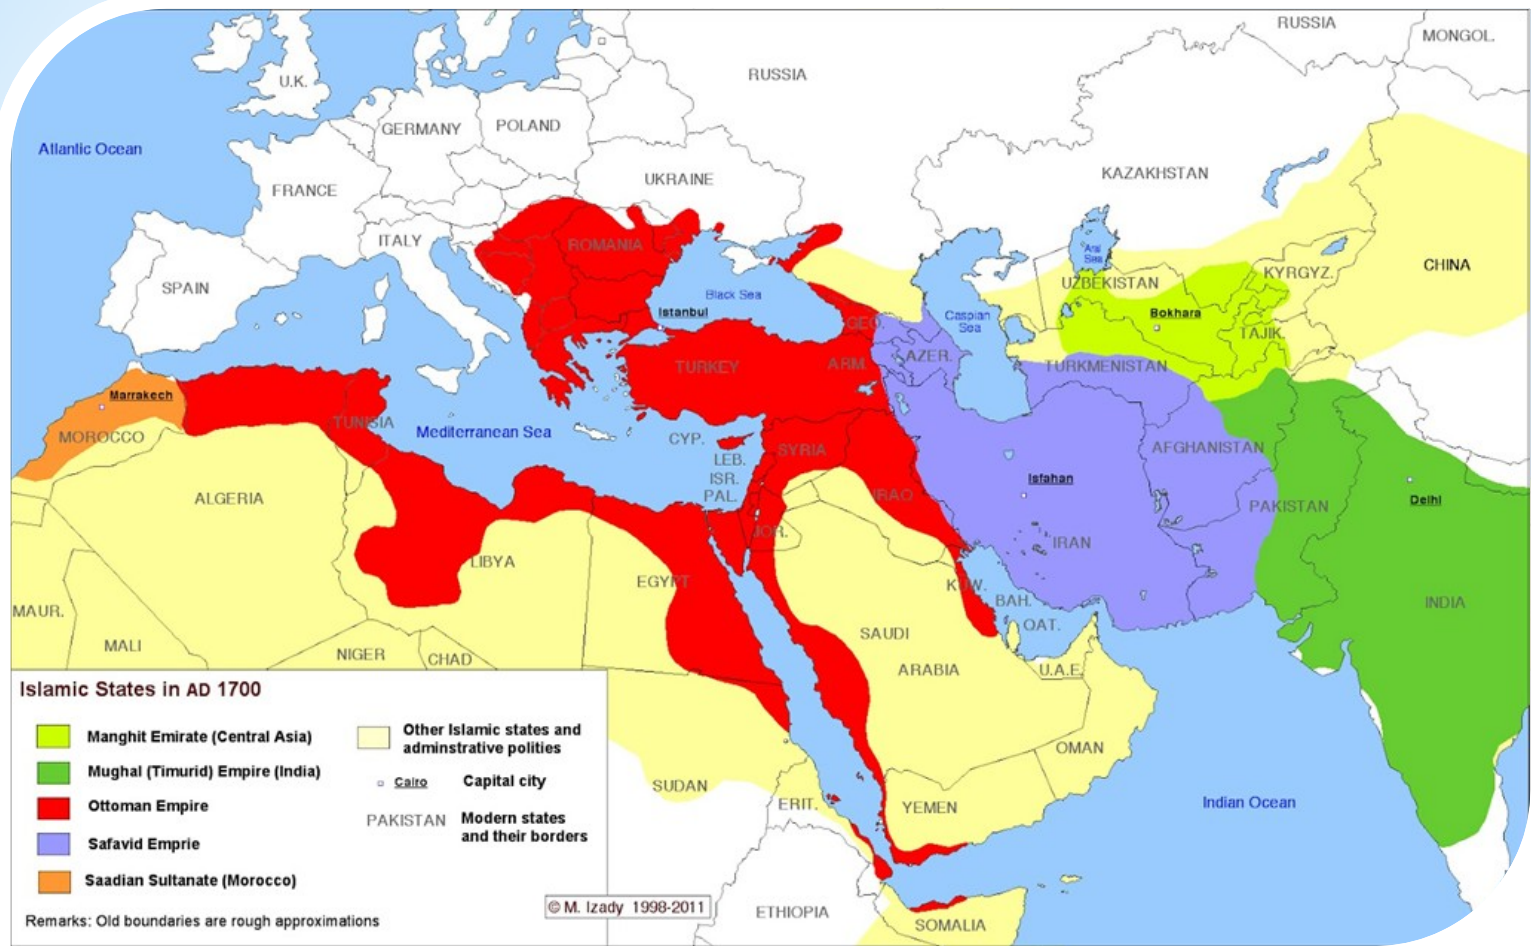 RUSSIA
MONGOL.
RUSSIA
U.K.
GERMANY
POLAND
Atlantic Ocean
UKRAINE
KAZAKHSTAN
FRANCE
ITALY
ROMANIA
Aral
Sea
CHINA
SPAIN
KYRGYZ.
UZBEKISTAN
Black Sea
Istanbul
Bokhara
Caspian
Sea
GEO.
TAJIK.
AZER.
TURKEY
ARM.
TURKMENISTAN
Marrakech
TUNISIA
Mediterranean Sea
MOROCCO
CYP.
SYRIA
AFGHANISTAN
LEB.
ISR.
PAL.
Isfahan
IRAQ
ALGERIA
Delhi
PAKISTAN
JOR.
IRAN
LIBYA
EGYPT
KUW.
BAH.
INDIA
MAUR.
QAT.
SAUDI
MALI
NIGER
CHAD
ARABIA
U.A.E.
Islamic States in AD 1700
Manghit Emirate (Central Asia)
Mughal (Timurid) Empire (India)
Ottoman Empire
Safavid Emprie
Saadian Sultanate (Morocco)
Other Islamic states and
adminstrative polities
Cairo Capital city
PAKISTAN Modern states
and their borders
Remarks: Old boundaries are rough approximations
OMAN
SUDAN
ERIT.
YEMEN
Indian Ocean
© M. Izady 1998-2011
ETHIOPIA
SOMALIA